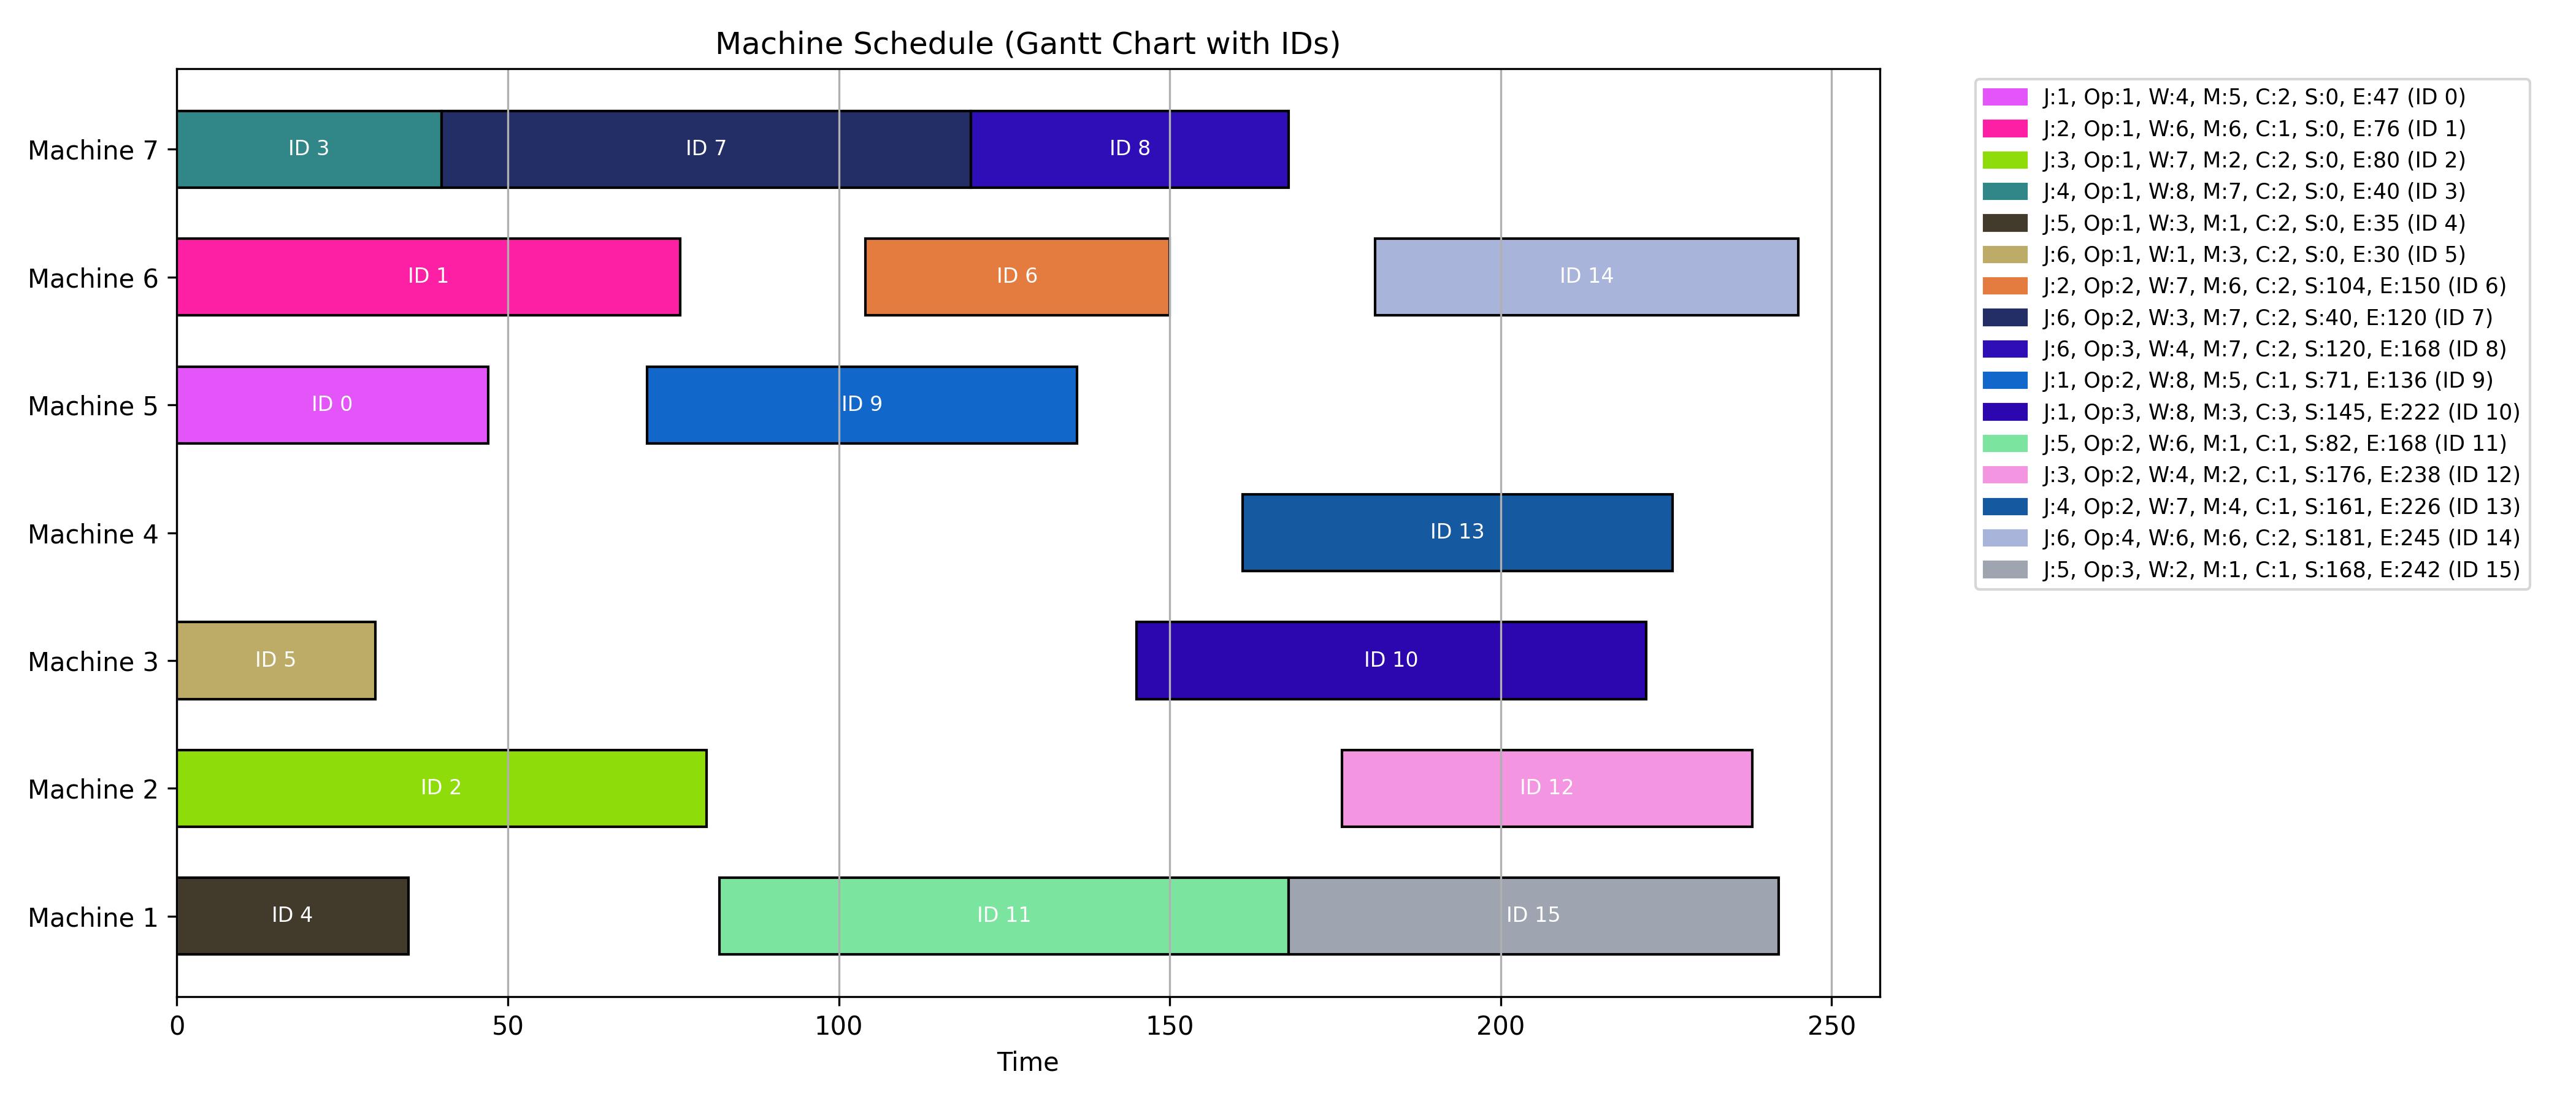 Machine Schedule (Gantt Chart with IDs)
Machine 7
ID 3
ID 7
ID 8
Machine 6
ID 1
ID 6
ID 14
Machine 5
ID 0
ID 9
Machine 4
ID 13
Machine 3
ID 5
ID 10
Machine 2
ID 2
ID 12
Machine 1
ID 4
ID 11
ID 15
0 50 100 150 200 250
Time
J:1, Op:1, W:4, M:5, C:2, S:0, E:47 (ID 0)
J:2, Op:1, W:6, M:6, C:1, S:0, E:76 (ID 1)
J:3, Op:1, W:7, M:2, C:2, S:0, E:80 (ID 2)
J:4, Op:1, W:8, M:7, C:2, S:0, E:40 (ID 3)
J:5, Op:1, W:3, M:1, C:2, S:0, E:35 (ID 4)
J:6, Op:1, W:1, M:3, C:2, S:0, E:30 (ID 5)
J:2, Op:2, W:7, M:6, C:2, S:104, E:150 (ID 6)
J:6, Op:2, W:3, M:7, C:2, S:40, E:120 (ID 7)
J:6, Op:3, W:4, M:7, C:2, S:120, E:168 (ID 8)
J:1, Op:2, W:8, M:5, C:1, S:71, E:136 (ID 9)
J:1, Op:3, W:8, M:3, C:3, S:145, E:222 (ID 10)
J:5, Op:2, W:6, M:1, C:1, S:82, E:168 (ID 11)
J:3, Op:2, W:4, M:2, C:1, S:176, E:238 (ID 12)
J:4, Op:2, W:7, M:4, C:1, S:161, E:226 (ID 13)
J:6, Op:4, W:6, M:6, C:2, S:181, E:245 (ID 14)
J:5, Op:3, W:2, M:1, C:1, S:168, E:242 (ID 15)